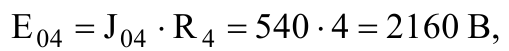 E₀₄ = J₀₄ · R₄ = 540 · 4 = 2160 В,